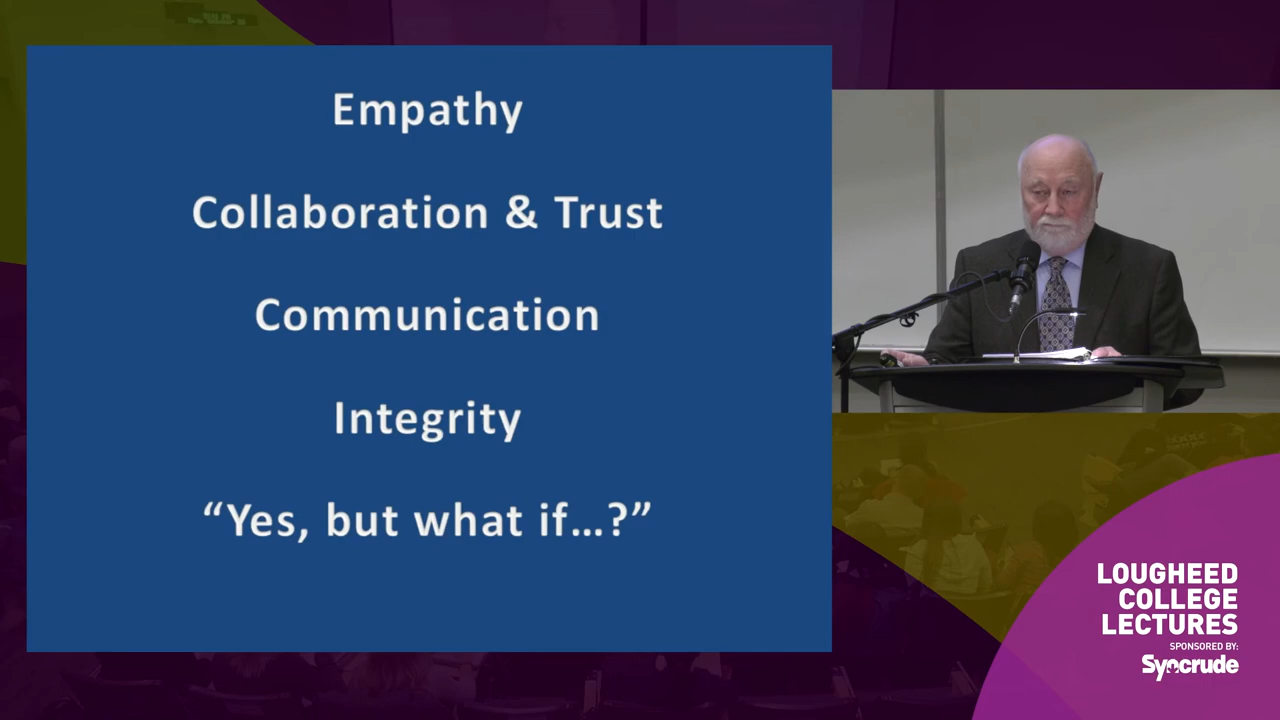 Empathy
Collaboration & Trust
Communication
Integrity
“Yes, but what if...?”
LOUGHEED
COLLEGE
LECTURES
SPONSORED BY:
Syncrude